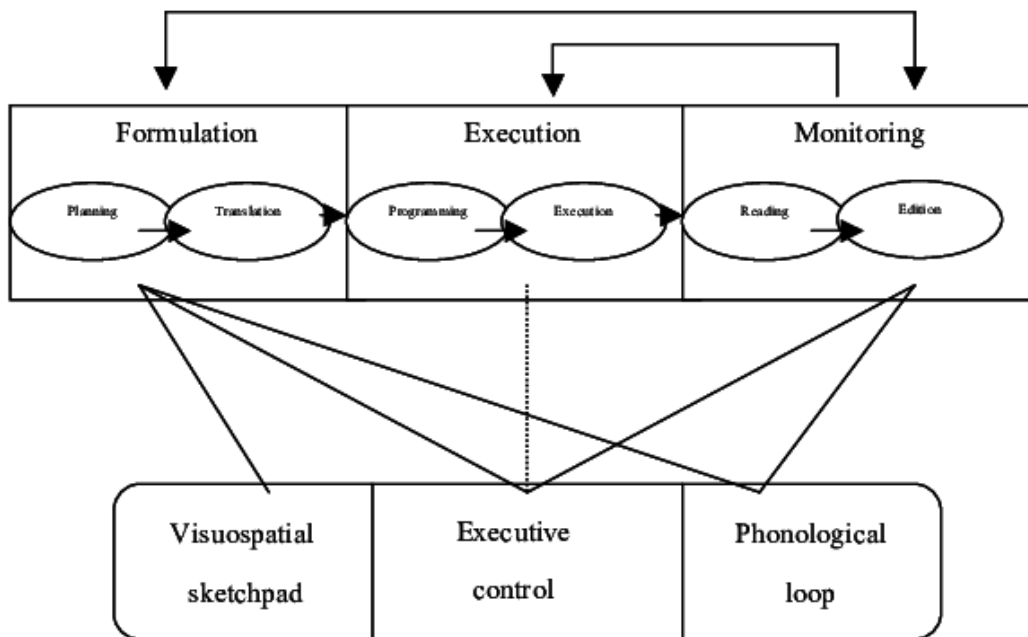 Formulation
Execution
Monitoring
Planning
Translation
Programming
Execution
Reading
Edition
Visuospatial
sketchpad
Executive
control
Phonological
loop